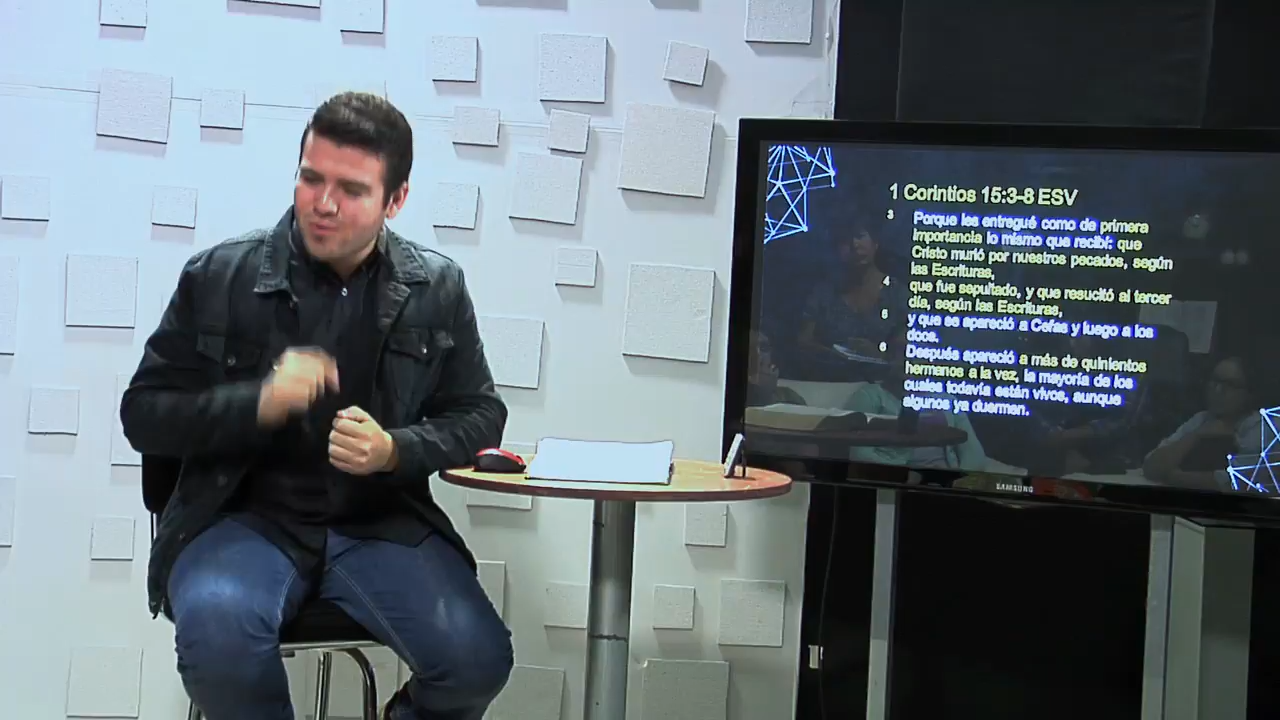 1 Corintios 15:3-8 ESV
3 Porque les entregué como de primera
importancia lo mismo que recibí: que
Cristo murió por nuestros pecados, según
las Escrituras,
4 que fue sepultado, y que resucitó al tercer
día, según las Escrituras,
5 y que se apareció a Cefas y luego a los
doce.
6 Después apareció a más de quinientos
hermanos a la vez, la mayoría de los
cuales todavía están vivos, aunque
algunos ya duermen.
SAMSUNG